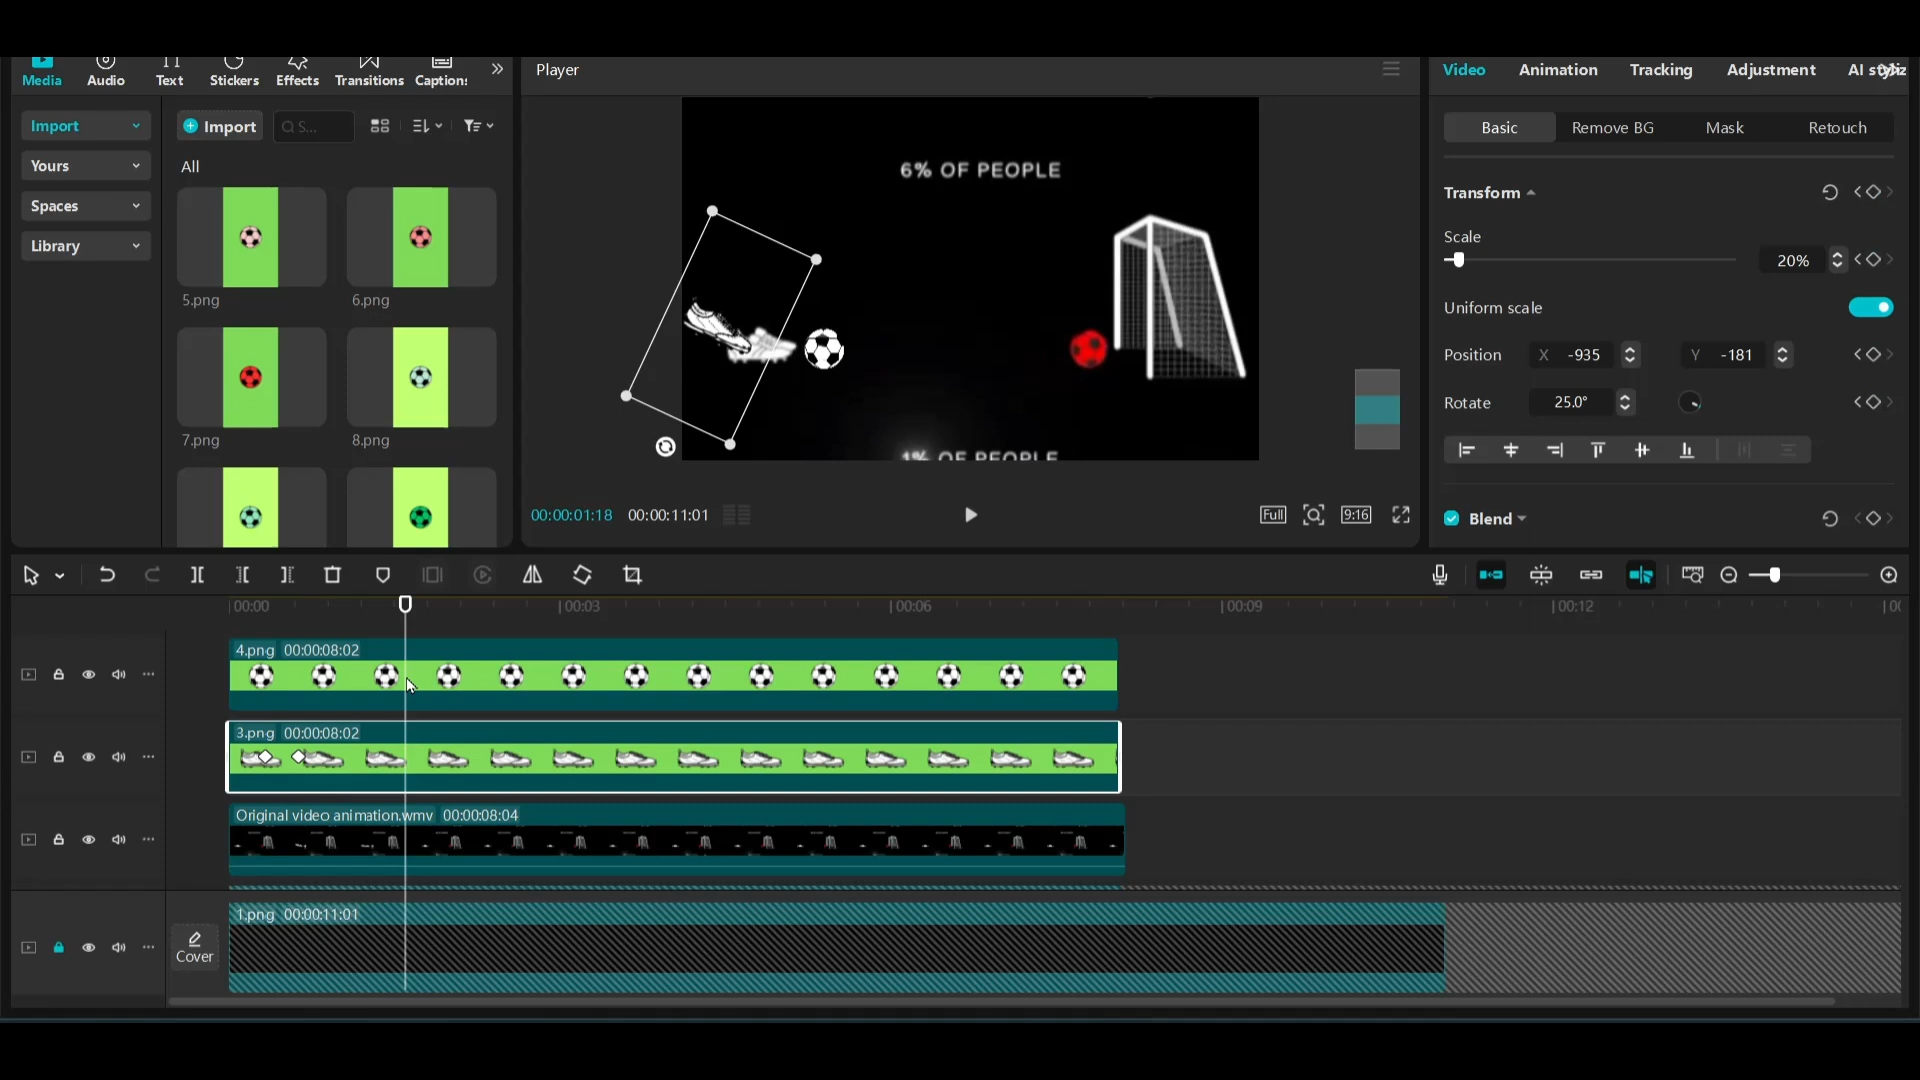 Media
Audio
Text
Stickers
Effects
Transitions
Player
Video
Animation
Tracking
Adjustment
Import
Yours
Spaces
Library
Import
S...
All
5.png
6.png
7.png
8.png
6% OF PEOPLE
1% OF PEOPLE
00:00:01:18 00:00:11:01
Full
9:16
Basic
Remove BG
Mask
Retouch
Transform
Scale
20%
Uniform scale
Position X -935 Y -181
Rotate 25.0°
Blend
00:00
00:03
00:06
00:09
00:12
4.png 00:00:08:02
3.png 00:00:08:02
Original video animation.wmv 00:00:08:04
1.png 00:00:11:01
Cover